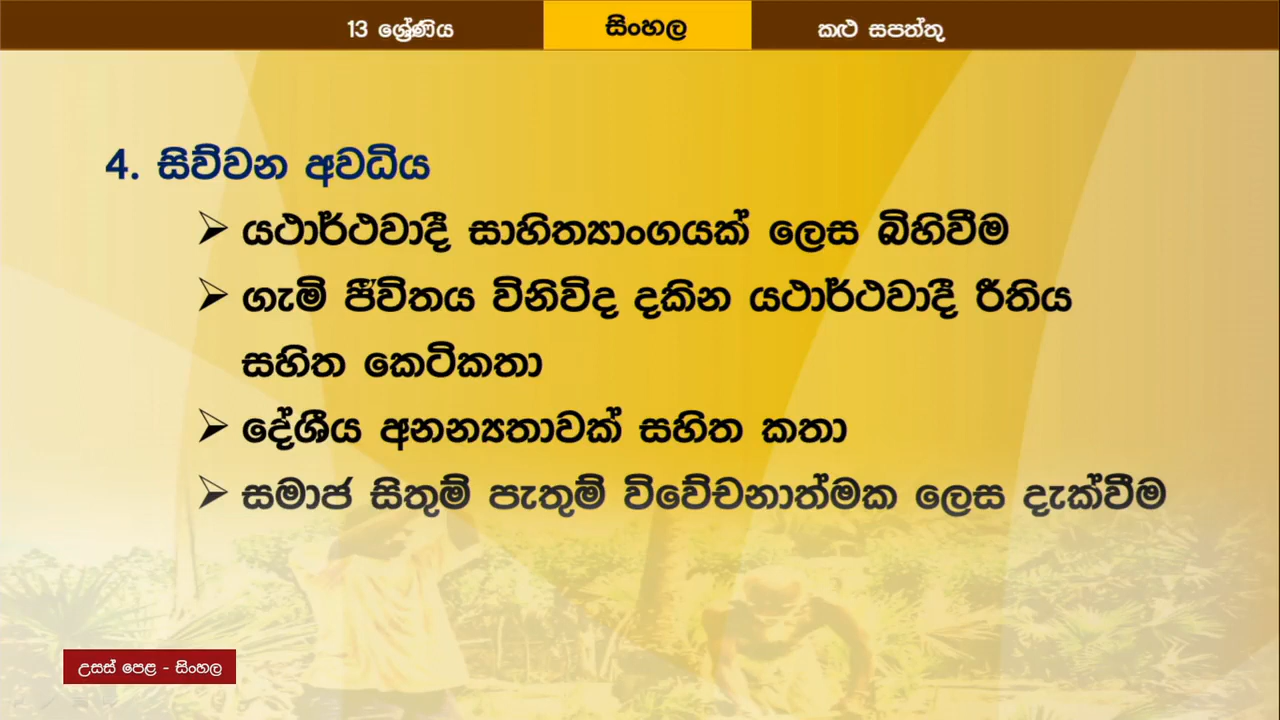 13 ශ්‍රේණිය
සිංහල
කළු සපත්තු
4. සිව්වන අවධිය
➢ යථාර්ථවාදී සාහිත්‍යාංගයක් ලෙස බිහිවීම
➢ ගැමි ජීවිතය විනිවිද දකින යථාර්ථවාදී රීතිය
සහිත කෙටිකතා
➢ දේශීය අනන්‍යතාවක් සහිත කතා
➢ සමාජ සිතුම් පැතුම් විවේචනාත්මක ලෙස දැක්වීම
උසස් පෙළ - සිංහල